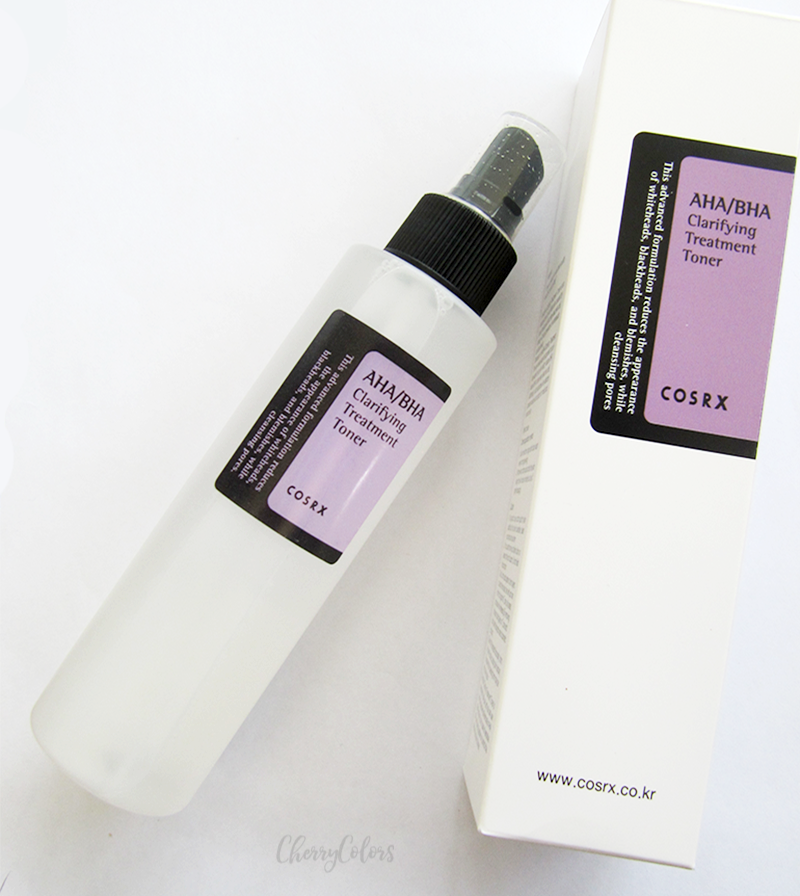 AHA/BHA
Clarifying
Treatment
Toner
COSRX
This advanced formulation reduces
the appearance of whiteheads,
blackheads, and blemishes, while
cleansing pores.
AHA/BHA
Clarifying
Treatment
Toner
COSRX
This advanced formulation reduces the appearance
of whiteheads, blackheads, and blemishes, while
cleansing pores
www.cosrx.co.kr
CherryColors